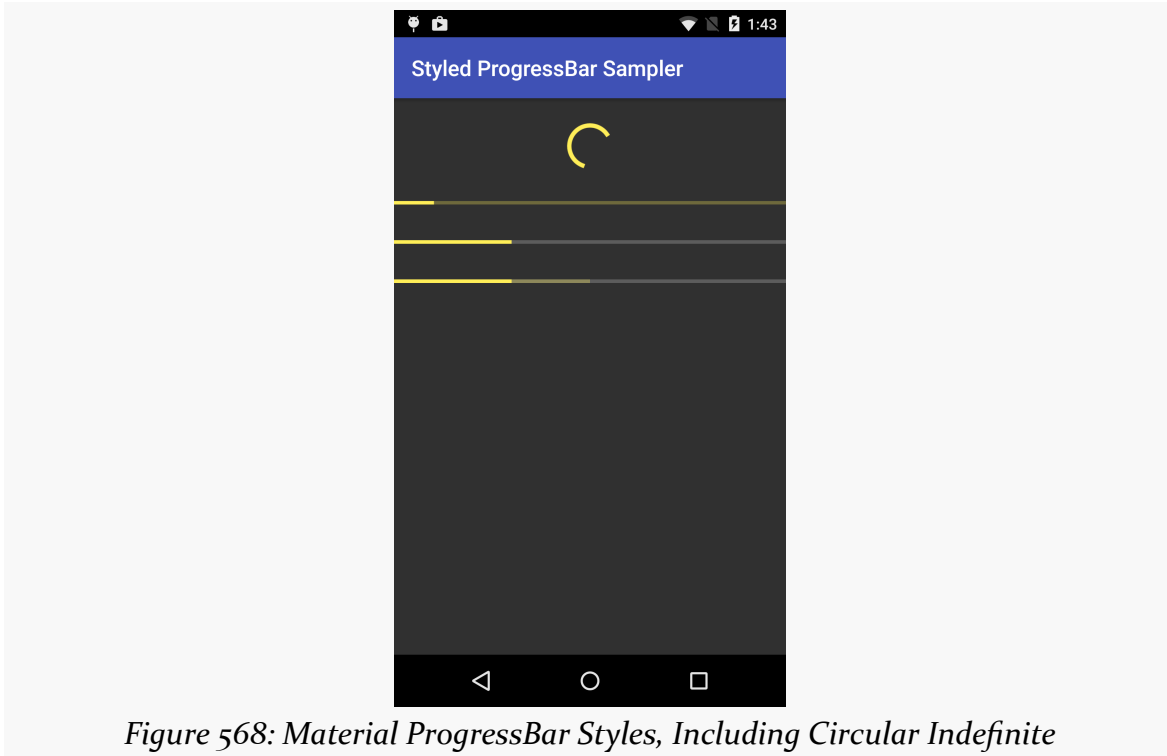 1:43
Styled ProgressBar Sampler
Figure 568: Material ProgressBar Styles, Including Circular Indefinite